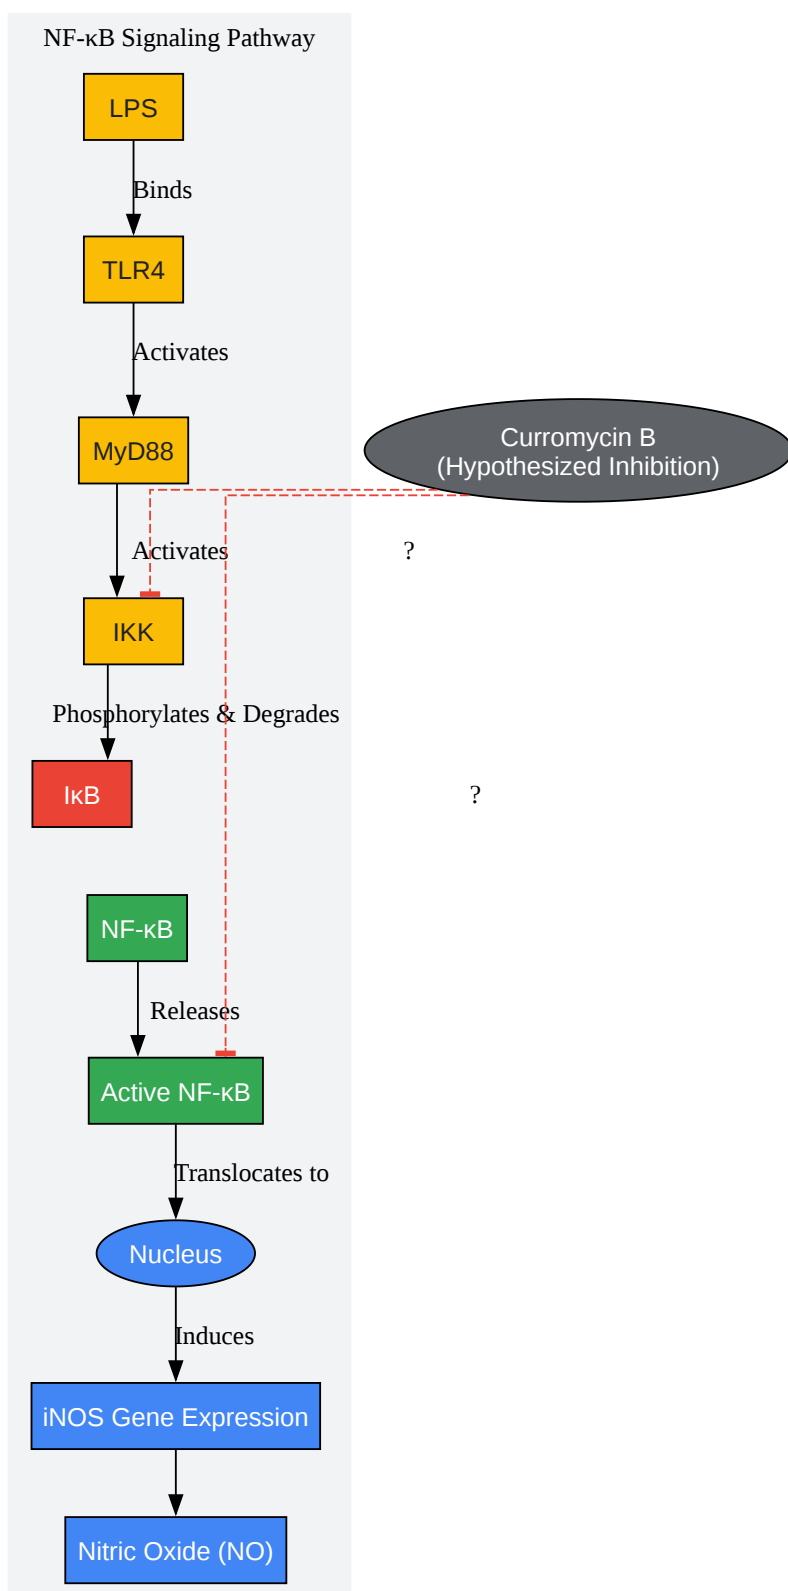 NF-κB Signaling Pathway
LPS
Binds
TLR4
Activates
MyD88
Curromycin B
(Hypothesized Inhibition)
Activates
?
IKK
Phosphorylates & Degrades
IκB
?
NF-κB
Releases
Active NF-κB
Translocates to
Nucleus
Induces
iNOS Gene Expression
Nitric Oxide (NO)